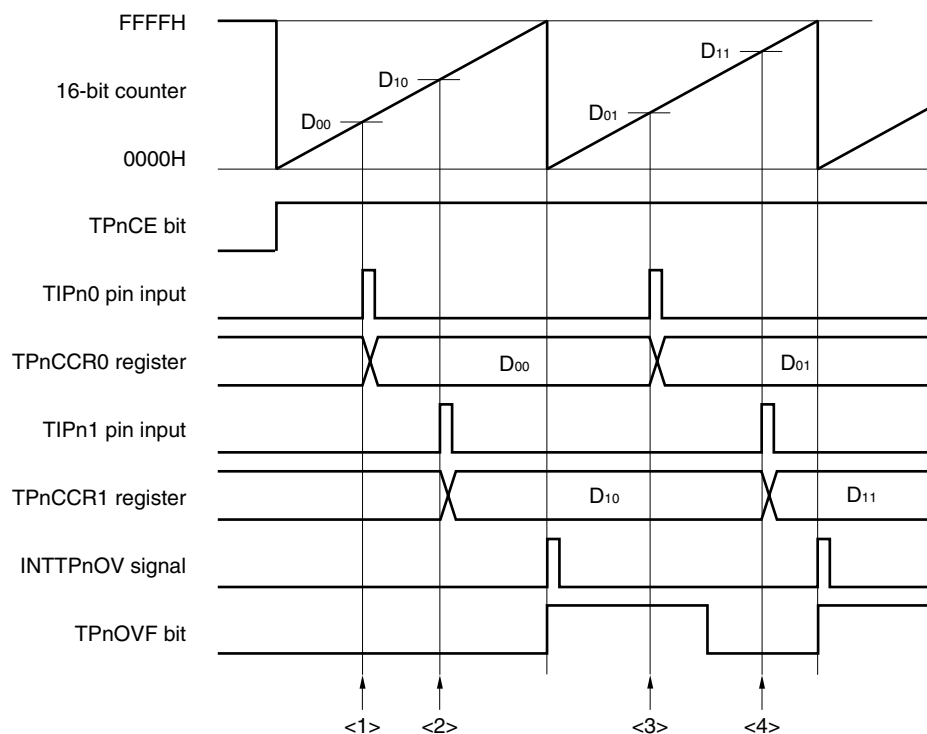 FFFFH
D11
D10
16-bit counter
D00
D01
0000H
TPnCE bit
TIPn0 pin input
TPnCCR0 register
D00
D01
TIPn1 pin input
TPnCCR1 register
D10
D11
INTTPnOV signal
TPnOVF bit
<1>
<2>
<3>
<4>